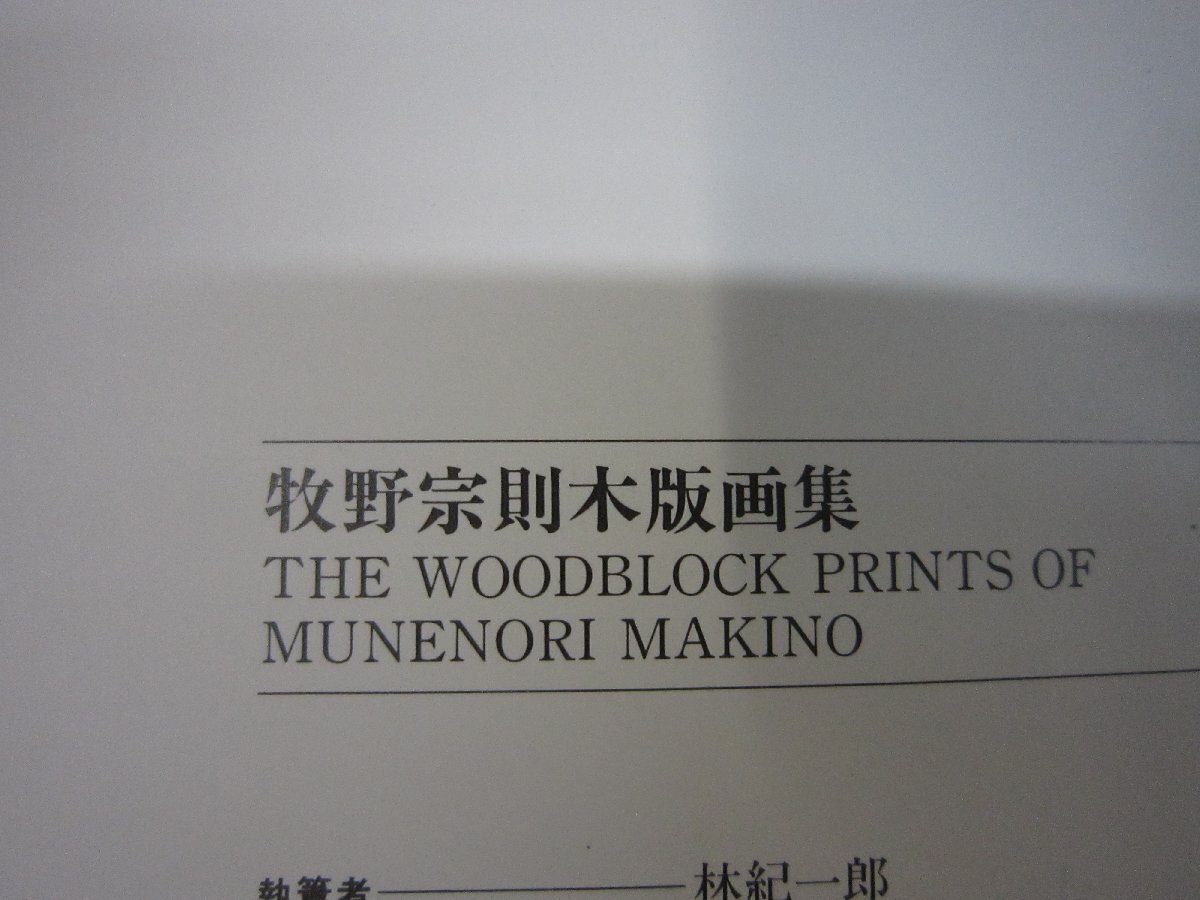 牧野宗則木版画集
THE WOODBLOCK PRINTS OF
MUNENORI MAKINO
執筆者 林紀一郎